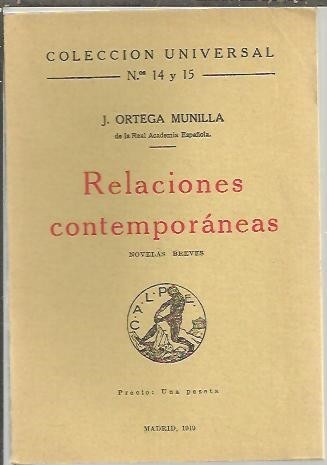 COLECCION UNIVERSAL
N.os 14 y 15
J. ORTEGA MUNILLA
de la Real Academia Española.
Relaciones
contemporáneas
NOVELAS BREVES
CALPE
Precio: Una peseta
MADRID, 1919